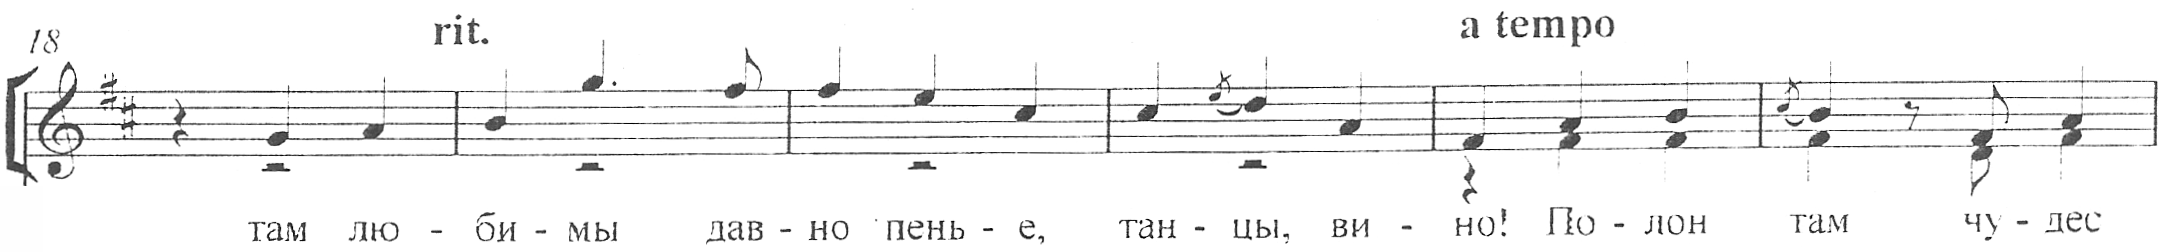 18 rit. a tempo
там лю - би - мы дав - но пень - е, тан - цы, ви - но! По - лон там чу - дес